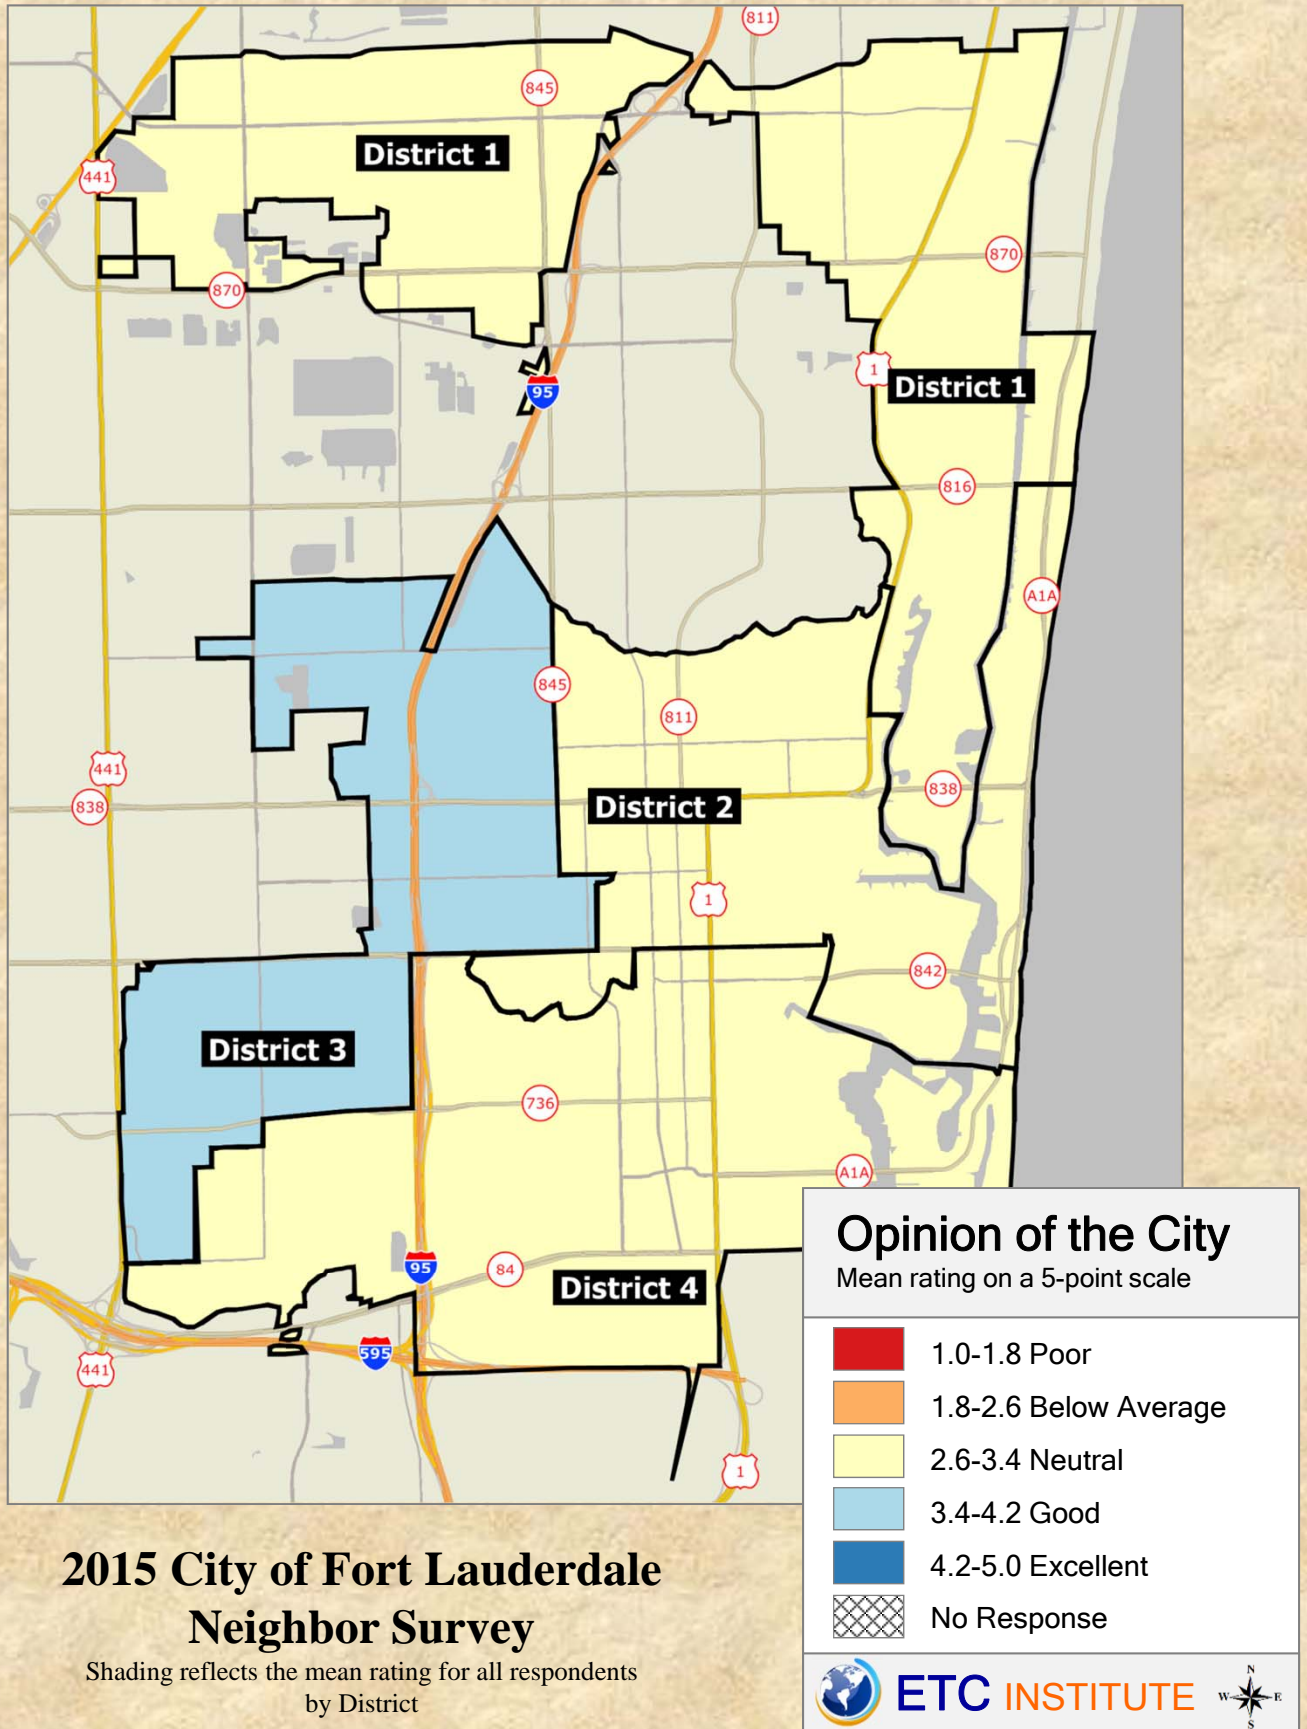 811
845
District 1
441
870
870
95
1
District 1
816
A1A
845
811
441
838
District 2
838
1
842
District 3
736
A1A
95
84
District 4
595
441
1
Opinion of the City
Mean rating on a 5-point scale
1.0-1.8 Poor
1.8-2.6 Below Average
2.6-3.4 Neutral
3.4-4.2 Good
4.2-5.0 Excellent
No Response
2015 City of Fort Lauderdale
Neighbor Survey
Shading reflects the mean rating for all respondents
by District
ETC INSTITUTE
N
W E
S